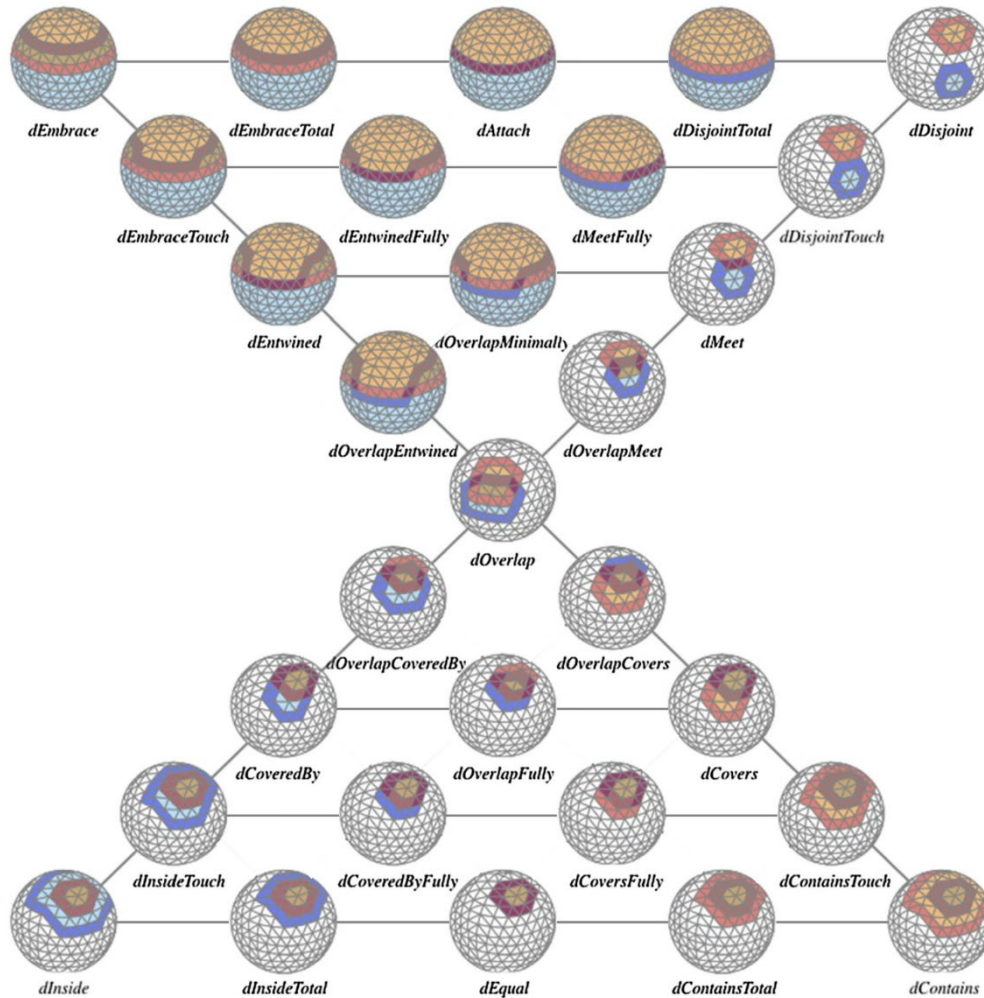 dEmbrace dEmbraceTotal dAttach dDisjointTotal dDisjoint
dEmbraceTouch dEntwinedFully dMeetFully dDisjointTouch
dEntwined dOverlapMinimally dMeet
dOverlapEntwined dOverlapMeet
dOverlap
dOverlapCoveredBy dOverlapCovers
dCoveredBy dOverlapFully dCovers
dInsideTouch dCoveredByFully dCoversFully dContainsTouch
dInside dInsideTotal dEqual dContainsTotal dContains